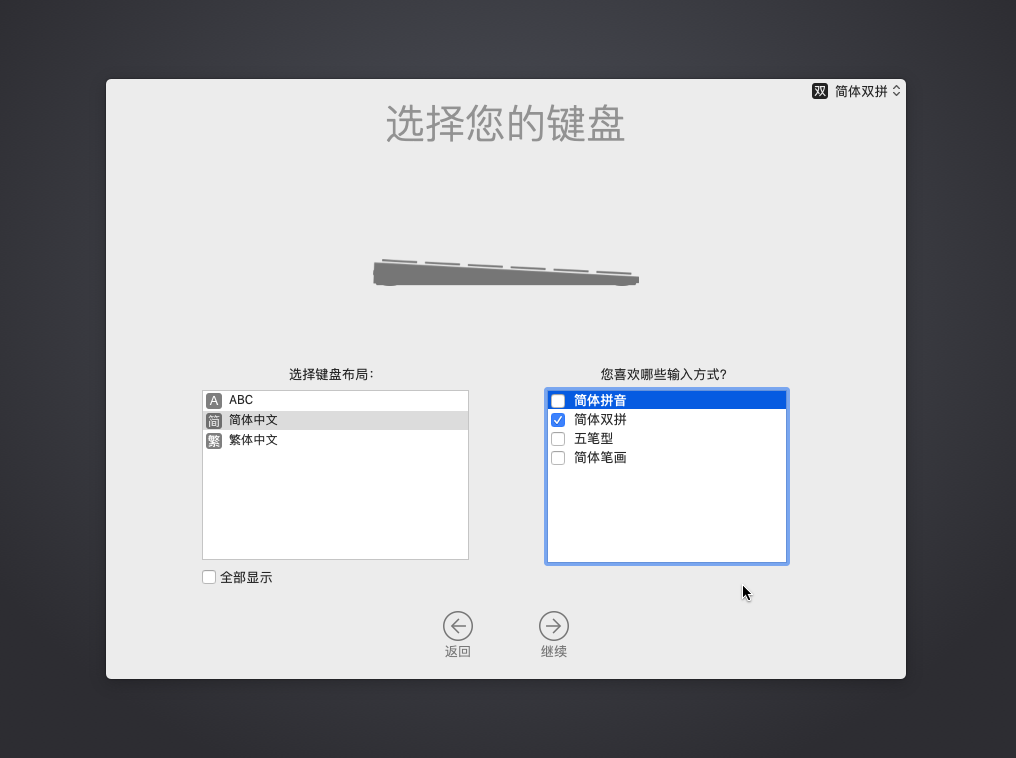 双 简体双拼
选择您的键盘
选择键盘布局:
A ABC
简 简体中文
繁 繁体中文
全部显示
您喜欢哪些输入方式?
简体拼音
简体双拼
五笔型
简体笔画
返回
继续